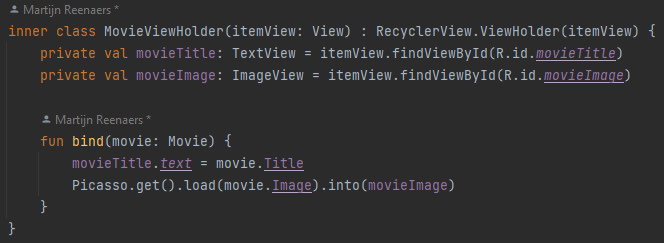 Martijn Reenaers *
inner class MovieViewHolder(itemView: View) : RecyclerView.ViewHolder(itemView) {
    private val movieTitle: TextView = itemView.findViewById(R.id.movieTitle)
    private val movieImage: ImageView = itemView.findViewById(R.id.movieImage)
    Martijn Reenaers *
    fun bind(movie: Movie) {
        movieTitle.text = movie.Title
        Picasso.get().load(movie.Image).into(movieImage)
    }
}